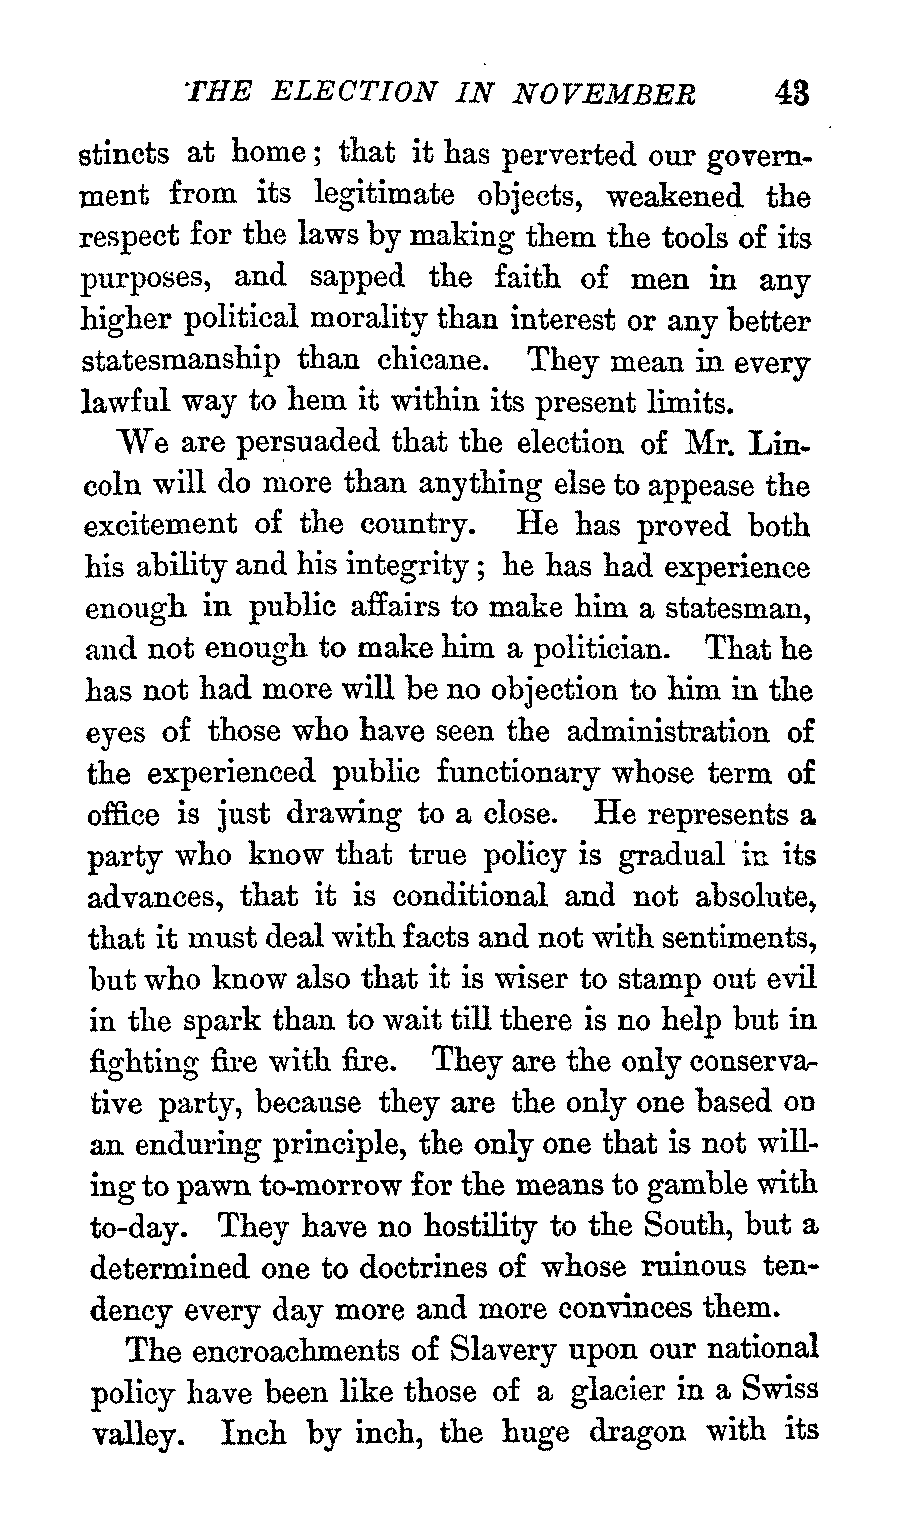 THE ELECTION IN NOVEMBER 43
stincts at home; that it has perverted our govern-
ment from its legitimate objects, weakened the
respect for the laws by making them the tools of its
purposes, and sapped the faith of men in any
higher political morality than interest or any better
statesmanship than chicane. They mean in every
lawful way to hem it within its present limits.
We are persuaded that the election of Mr. Lin-
coln will do more than anything else to appease the
excitement of the country. He has proved both
his ability and his integrity; he has had experience
enough in public affairs to make him a statesman,
and not enough to make him a politician. That he
has not had more will be no objection to him in the
eyes of those who have seen the administration of
the experienced public functionary whose term of
office is just drawing to a close. He represents a
party who know that true policy is gradual in its
advances, that it is conditional and not absolute,
that it must deal with facts and not with sentiments,
but who know also that it is wiser to stamp out evil
in the spark than to wait till there is no help but in
fighting fire with fire. They are the only conserva-
tive party, because they are the only one based on
an enduring principle, the only one that is not will-
ing to pawn to-morrow for the means to gamble with
to-day. They have no hostility to the South, but a
determined one to doctrines of whose ruinous ten-
dency every day more and more convinces them.
The encroachments of Slavery upon our national
policy have been like those of a glacier in a Swiss
valley. Inch by inch, the huge dragon with its